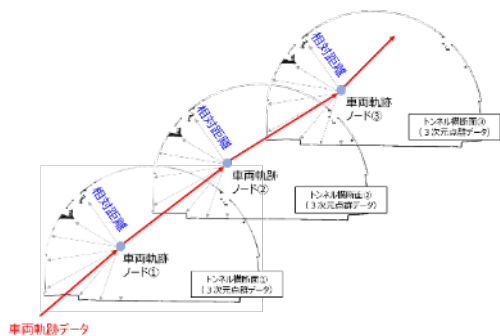 相対距離
車両軌跡
ノード③
トンネル横断面③
(3次元点群データ)
相対距離
車両軌跡
ノード②
トンネル横断面②
(3次元点群データ)
相対距離
車両軌跡
ノード①
トンネル横断面①
(3次元点群データ)
車両軌跡データ